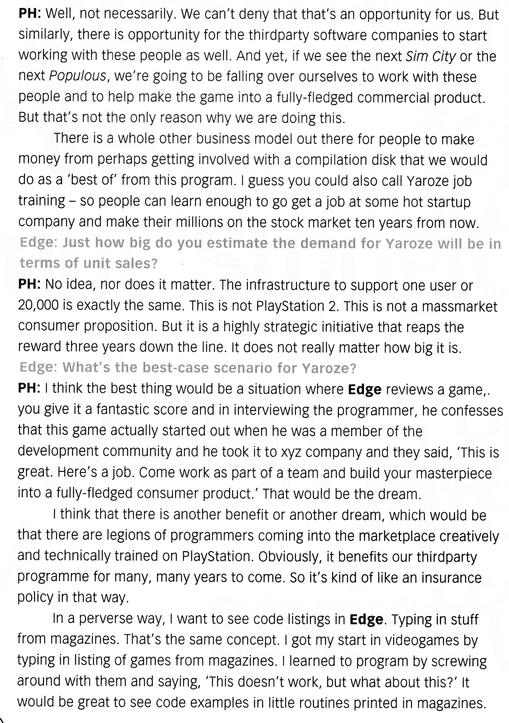 PH: Well, not necessarily. We can't deny that that's an opportunity for us. But
similarly, there is opportunity for the thirdparty software companies to start
working with these people as well. And yet, if we see the next Sim City or the
next Populous, we're going to be falling over ourselves to work with these
people and to help make the game into a fully-fledged commercial product.
But that's not the only reason why we are doing this.
There is a whole other business model out there for people to make
money from perhaps getting involved with a compilation disk that we would
do as a 'best of' from this program. I guess you could also call Yaroze job
training – so people can learn enough to go get a job at some hot startup
company and make their millions on the stock market ten years from now.
Edge: Just how big do you estimate the demand for Yaroze will be in
terms of unit sales?
PH: No idea, nor does it matter. The infrastructure to support one user or
20,000 is exactly the same. This is not PlayStation 2. This is not a massmarket
consumer proposition. But it is a highly strategic initiative that reaps the
reward three years down the line. It does not really matter how big it is.
Edge: What's the best-case scenario for Yaroze?
PH: I think the best thing would be a situation where Edge reviews a game,.
you give it a fantastic score and in interviewing the programmer, he confesses
that this game actually started out when he was a member of the
development community and he took it to xyz company and they said, 'This is
great. Here's a job. Come work as part of a team and build your masterpiece
into a fully-fledged consumer product.' That would be the dream.
I think that there is another benefit or another dream, which would be
that there are legions of programmers coming into the marketplace creatively
and technically trained on PlayStation. Obviously, it benefits our thirdparty
programme for many, many years to come. So it's kind of like an insurance
policy in that way.
In a perverse way, I want to see code listings in Edge. Typing in stuff
from magazines. That's the same concept. I got my start in videogames by
typing in listing of games from magazines. I learned to program by screwing
around with them and saying, 'This doesn't work, but what about this?' It
would be great to see code examples in little routines printed in magazines.